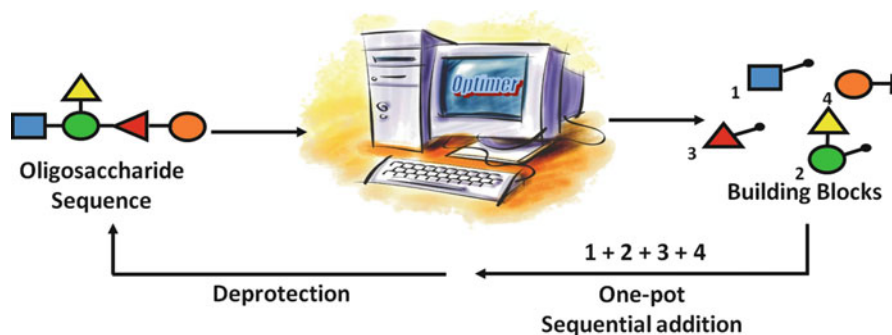 Optimer
1
4
3
2
Oligosaccharide
Sequence
Building Blocks
1 + 2 + 3 + 4
Deprotection
One-pot
Sequential addition